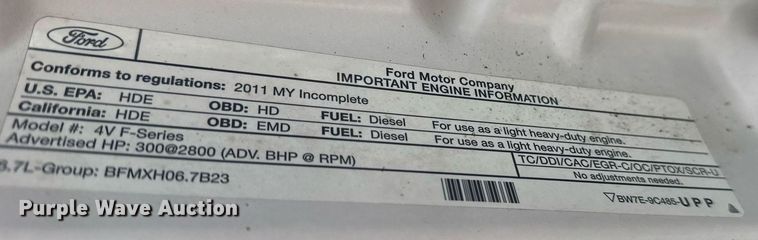 Ford
Ford Motor Company
IMPORTANT ENGINE INFORMATION
Conforms to regulations: 2011 MY Incomplete
U.S. EPA: HDE OBD: HD FUEL: Diesel For use as a light heavy-duty engine.
California: HDE OBD: EMD FUEL: Diesel For use as a light heavy-duty engine.
Model #: 4V F-Series
Advertised HP: 300@2800 (ADV. BHP @ RPM)
TC/DDI/CAC/EGR-C/OC/PTOX/SCR-U
No adjustments needed.
6.7L-Group: BFMXH06.7B23
BW7E-9C485-UPP
Purple Wave Auction